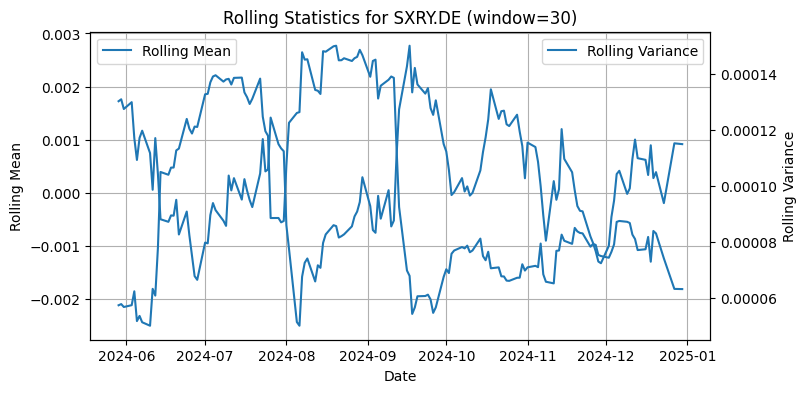 Rolling Statistics for SXRY.DE (window=30)
Rolling Mean
Rolling Variance
0.003
0.002
0.001
0.000
−0.001
−0.002
Rolling Mean
0.00014
0.00012
0.00010
0.00008
0.00006
Rolling Variance
2024-06 2024-07 2024-08 2024-09 2024-10 2024-11 2024-12 2025-01
Date